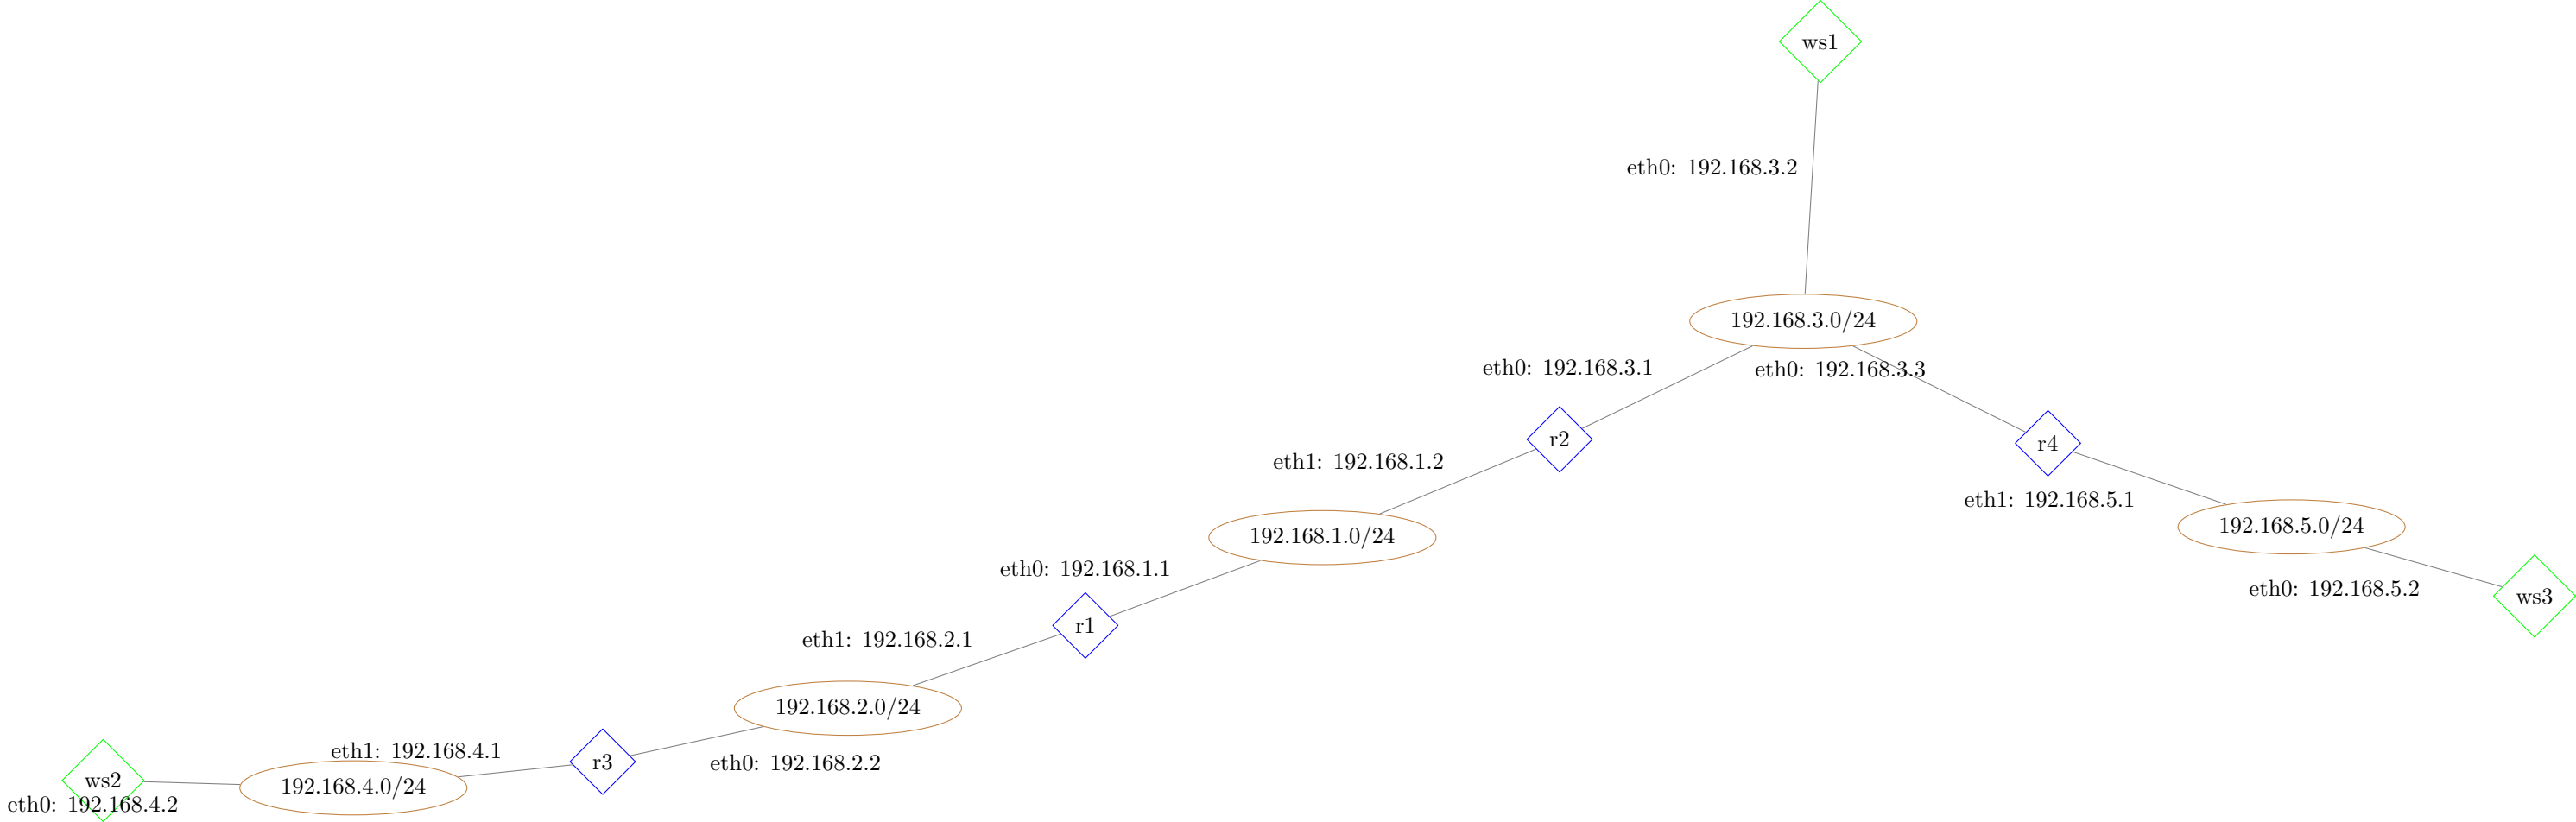 ws1
eth0: 192.168.3.2
192.168.3.0/24
eth0: 192.168.3.1
eth0: 192.168.3.3
r2
r4
eth1: 192.168.1.2
eth1: 192.168.5.1
192.168.5.0/24
192.168.1.0/24
eth0: 192.168.1.1
eth0: 192.168.5.2
ws3
r1
eth1: 192.168.2.1
192.168.2.0/24
eth1: 192.168.4.1
r3
eth0: 192.168.2.2
ws2
192.168.4.0/24
eth0: 192.168.4.2